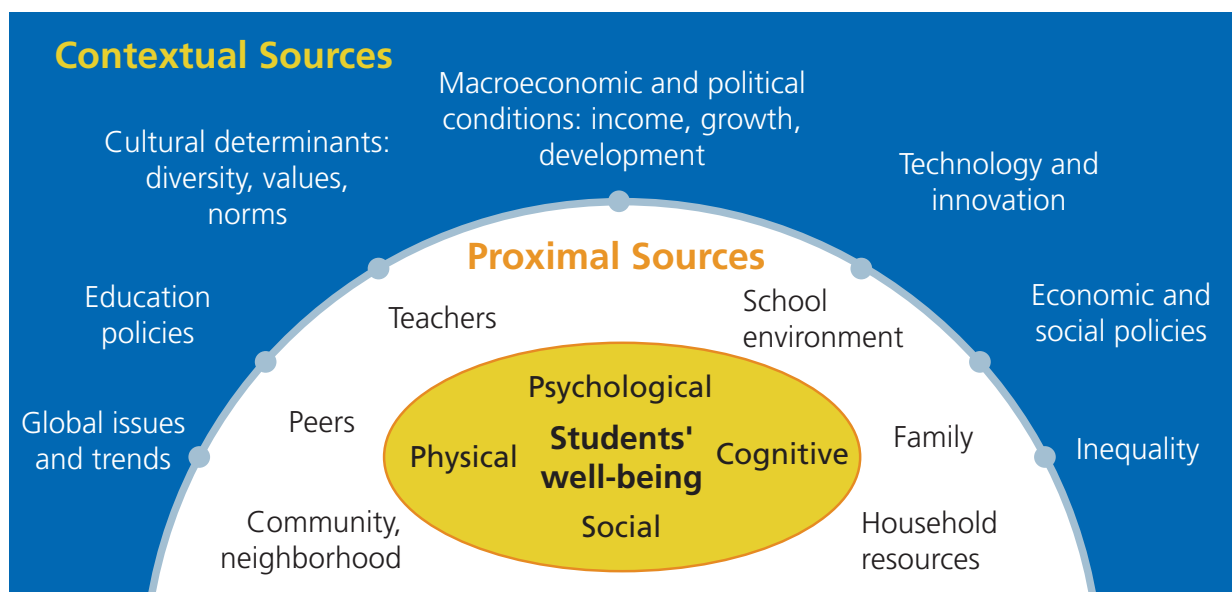 Contextual Sources
Macroeconomic and political
conditions: income, growth,
development
Cultural determinants:
diversity, values,
norms
Technology and
innovation
Education
policies
Economic and
social policies
Global issues
and trends
Inequality
Proximal Sources
Teachers
School
environment
Peers
Family
Community,
neighborhood
Household
resources
Psychological
Physical
Students'
well-being
Cognitive
Social